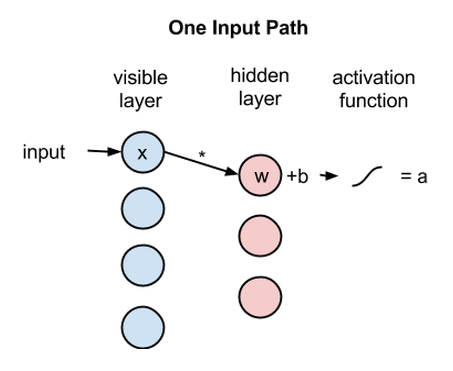 One Input Path
visible
layer
hidden
layer
activation
function
input
x
*
w
+b
= a